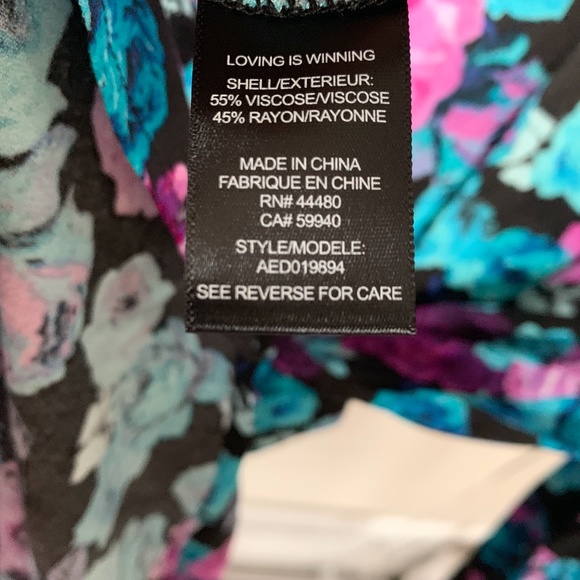 LOVING IS WINNING
SHELL/EXTERIEUR:
55% VISCOSE/VISCOSE
45% RAYON/RAYONNE
MADE IN CHINA
FABRIQUE EN CHINE
RN# 44480
CA# 59940
STYLE/MODELE:
AED019894
SEE REVERSE FOR CARE